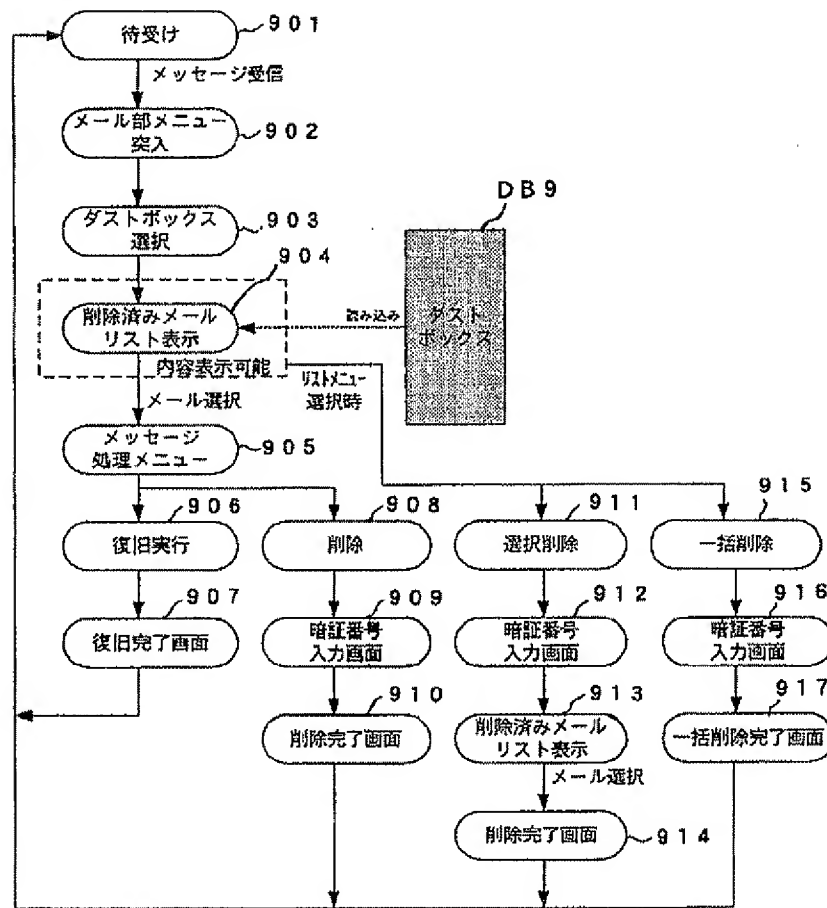 待受け
901
メッセージ受信
メール部メニュー
突入
902
DB9
ダストボックス
選択
903
904
削除済みメール
リスト表示
読み込み
ダスト
ボックス
内容表示可能
リストメニュー
選択時
メール選択
メッセージ
処理メニュー
905
906
908
911
915
復旧実行
削除
選択削除
一括削除
907
909
912
916
復旧完了画面
暗証番号
入力画面
暗証番号
入力画面
暗証番号
入力画面
910
913
917
削除完了画面
削除済みメール
リスト表示
一括削除完了画面
メール選択
削除完了画面
914